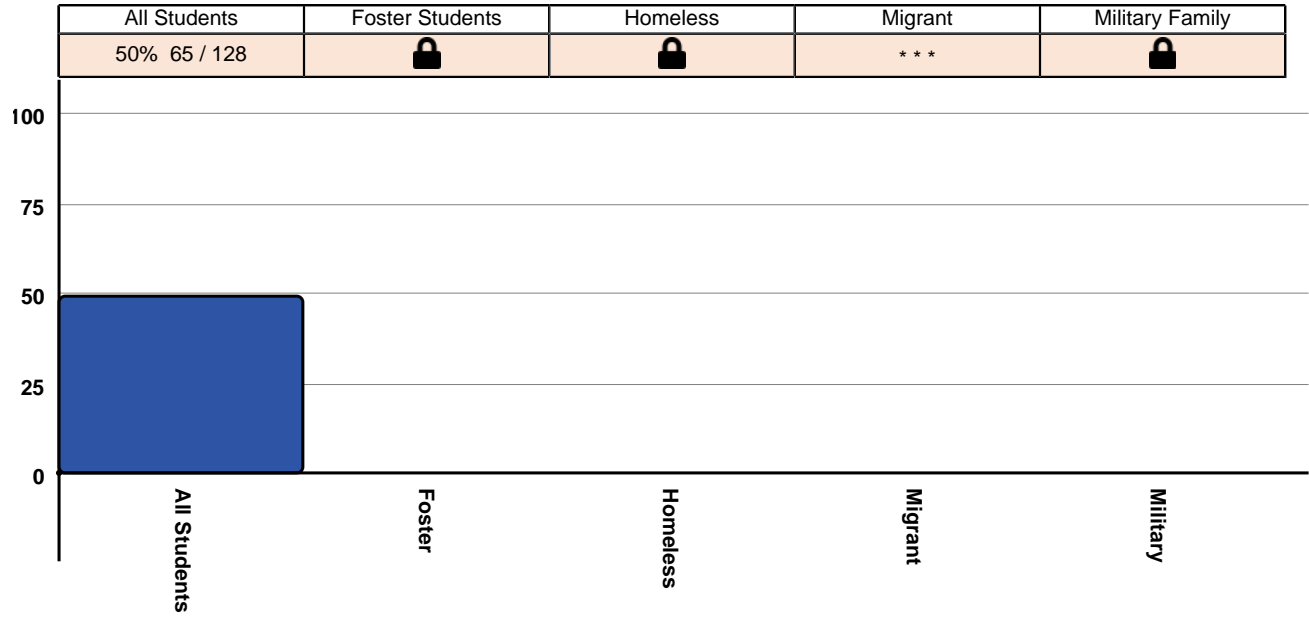 All Students Foster Students Homeless Migrant Military Family
50% 65 / 128 * * *
100
75
50
25
0
All Students
Foster
Homeless
Migrant
Military